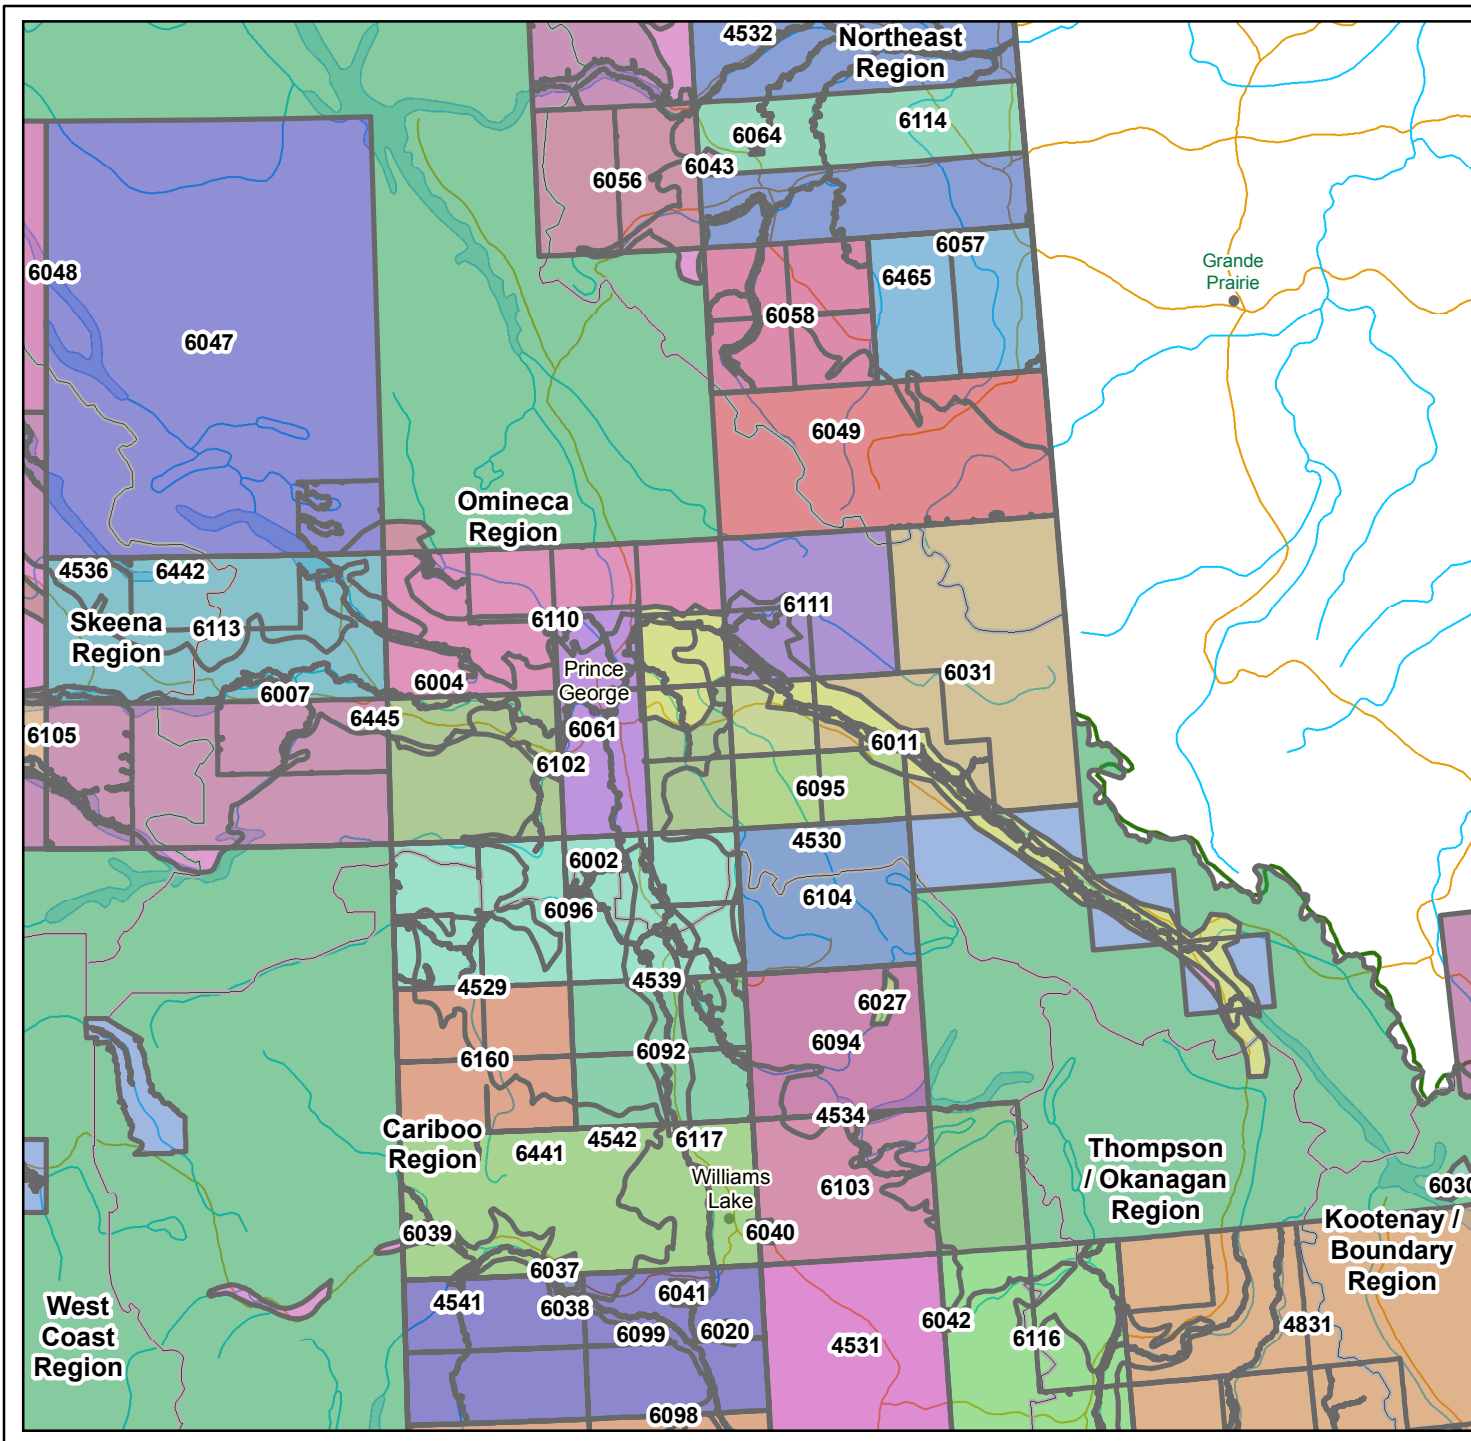 4532
Northeast
Region
6114
6064
6043
6056
6057
6048
6465
Grande
Prairie
6058
6047
6049
Omineca
Region
4536
6442
6111
6110
Skeena
Region
6113
Prince
George
6031
6004
6007
6445
6061
6105
6011
6102
6095
4530
6002
6104
6096
4539
4529
6027
6094
6092
6160
4534
Cariboo
Region
4542
6117
6441
Thompson
/ Okanagan
Region
Williams
Lake
6103
6030
6039
6040
Kootenay /
Boundary
Region
6037
6041
4541
6038
West
Coast
Region
6042
4831
6099
6020
4531
6116
6098